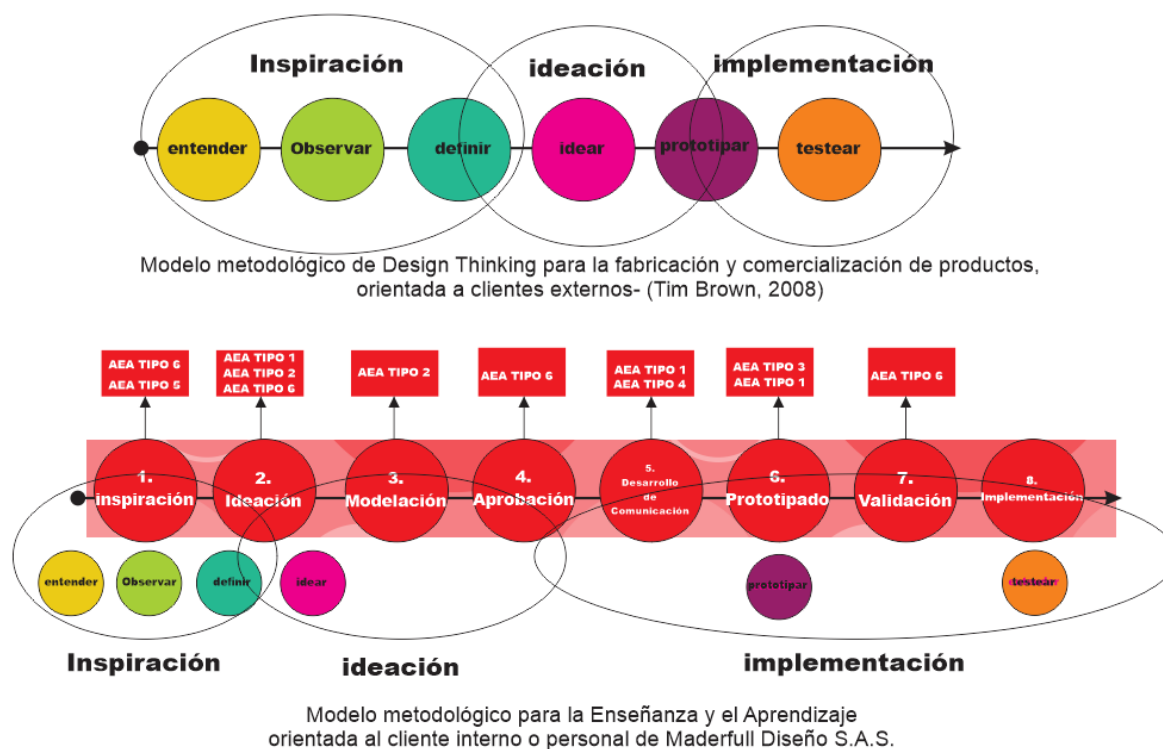 Inspiración
ideación
implementación
entender
Observar
definir
idear
prototipar
testear
Modelo metodológico de Design Thinking para la fabricación y comercialización de productos,
orientada a clientes externos- (Tim Brown, 2008)
AEA TIPO 6
AEA TIPO 5
AEA TIPO 1
AEA TIPO 2
AEA TIPO 6
AEA TIPO 2
AEA TIPO 6
AEA TIPO 1
AEA TIPO 4
AEA TIPO 3
AEA TIPO 1
AEA TIPO 6
1.
inspiración
2.
Ideación
3.
Modelación
4.
Aprobación
5.
Desarrollo
de
Comunicación
6.
Prototipado
7.
Validación
8.
Implementación
entender
Observar
definir
idear
prototipar
testear
Inspiración
ideación
implementación
Modelo metodológico para la Enseñanza y el Aprendizaje
orientada al cliente interno o personal de Maderfull Diseño S.A.S.